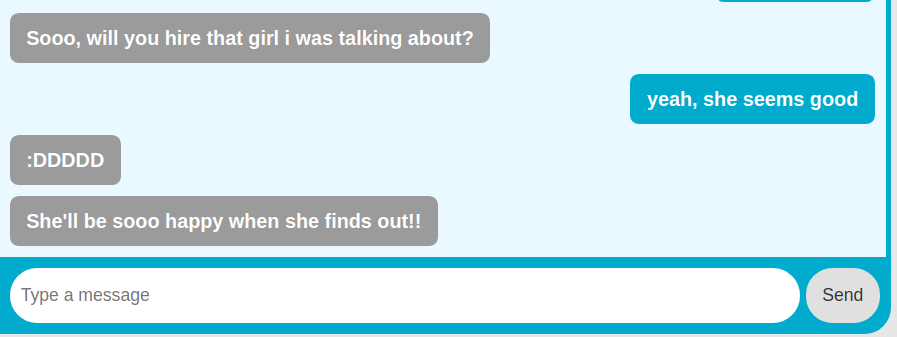 Sooo, will you hire that girl i was talking about?
yeah, she seems good
:DDDDD
She'll be sooo happy when she finds out!!
Type a message
Send